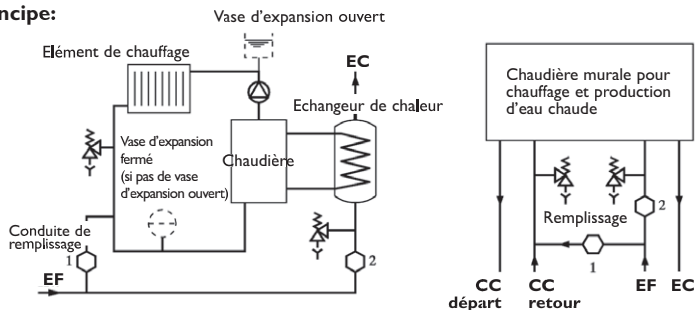 ncipe:
Vase d'expansion ouvert
Elément de chauffage
EC
Echangeur de chaleur
Vase d'expansion
fermé
(si pas de vase
d'expansion ouvert)
Chaudière
Conduite de
remplissage
1
2
EF
Chaudière murale pour
chauffage et production
d'eau chaude
Remplissage
2
1
CC
départ
CC
retour
EF
EC